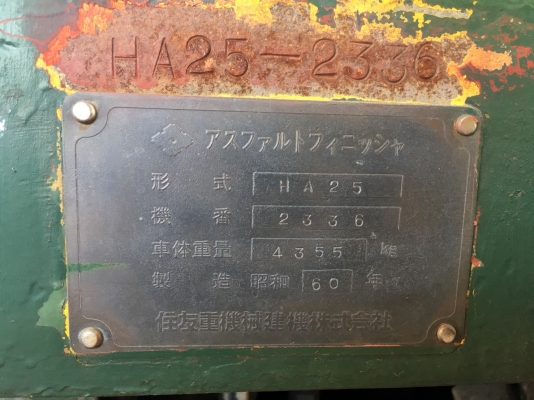 HA25-2336
アスファルトフィニッシャ
形式 HA25
機番 2336
車体重量 4355 kg
製造 昭和 60 年
住友重機械建機株式会社